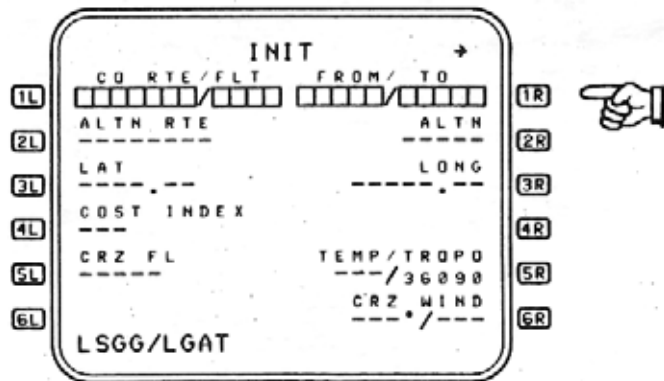 INIT →
CO RTE/FLT FROM/ TO
1L / / 1R
ALTN RTE ALTN
2L -------- ----- 2R
LAT LONG
3L ----.-- -----.-- 3R
COST INDEX
4L --- 4R
CRZ FL TEMP/TROPO
5L ----- ---/36090 5R
CRZ WIND
6L ---°/--- 6R
LSGG/LGAT